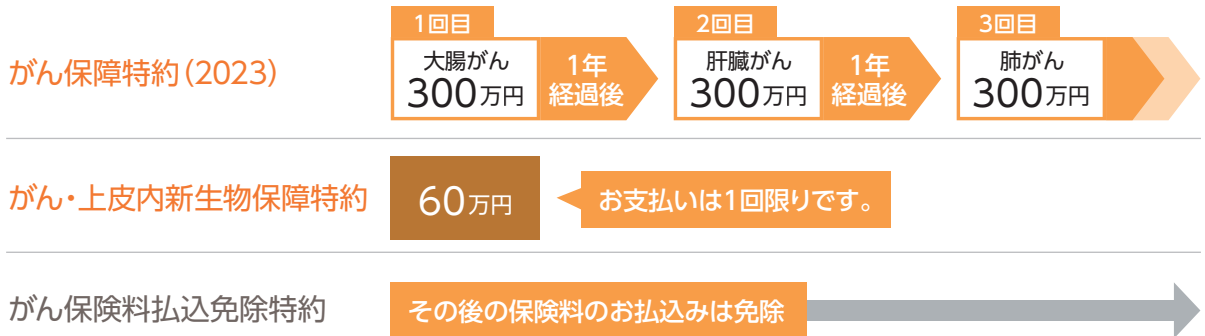 がん保障特約(2023)
1回目
大腸がん
300万円
1年
経過後
2回目
肝臓がん
300万円
1年
経過後
3回目
肺がん
300万円
がん・上皮内新生物保障特約
60万円
お支払いは1回限りです。
がん保険料払込免除特約
その後の保険料のお払込みは免除